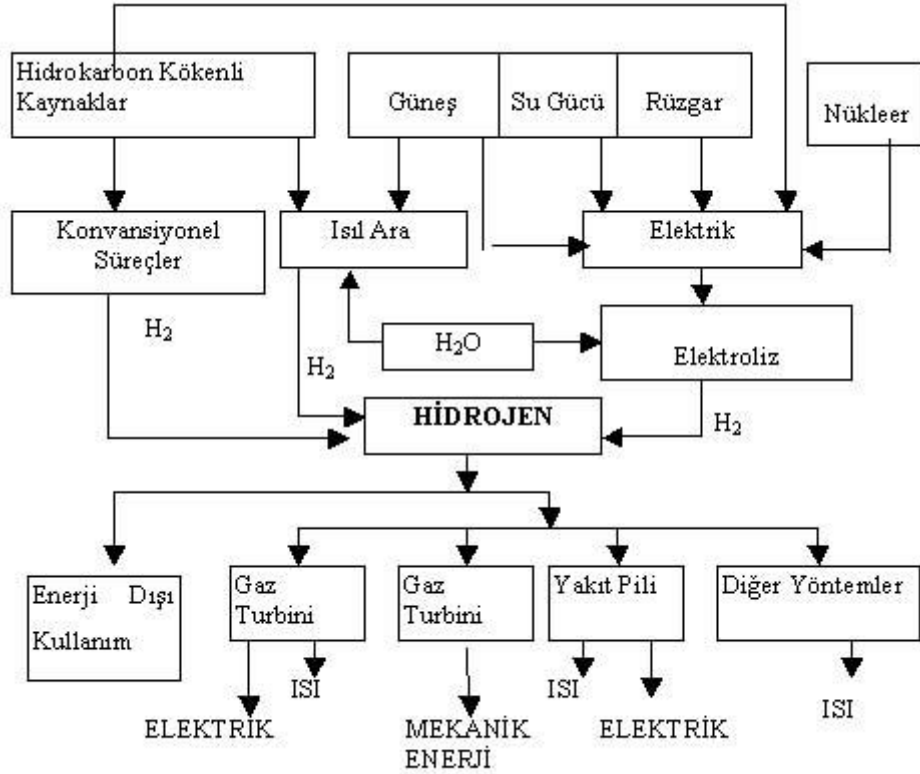 Hidrokarbon Kökenli
Kaynaklar
Güneş
Su Gücü
Rüzgar
Nükleer
Konvansiyonel
Süreçler
Isıl Ara
Elektrik
H₂
H₂O
Elektroliz
H₂
HİDROJEN
H₂
Enerji Dışı
Kullanım
Gaz
Turbini
Gaz
Turbini
Yakıt Pili
Diğer Yöntemler
ISI
ISI
ISI
ELEKTRİK
MEKANİK
ENERJİ
ELEKTRİK